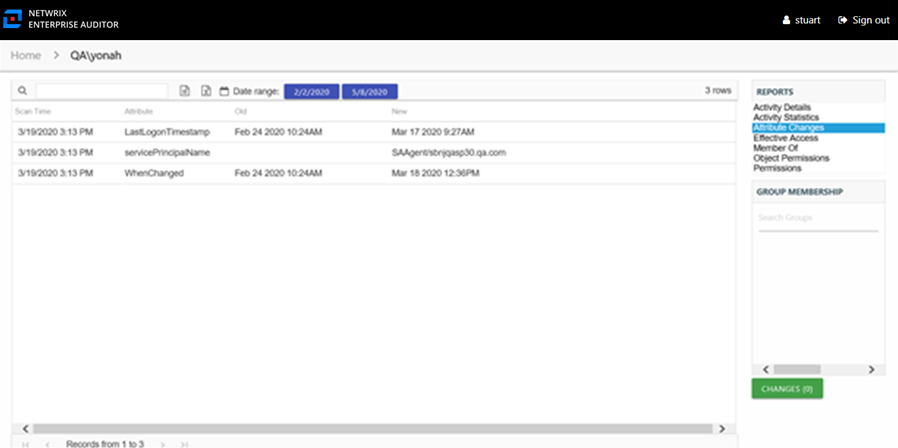 NETWRIX
ENTERPRISE AUDITOR
stuart
Sign out
Home > QA\yonah
Date range: 2/2/2020 5/8/2020 3 rows
Scan Time Attribute Old New
3/19/2020 3:13 PM LastLogonTimestamp Feb 24 2020 10:24AM Mar 17 2020 9:27AM
3/19/2020 3:13 PM servicePrincipalName SAAgent/sbnjqasp30.qa.com
3/19/2020 3:13 PM WhenChanged Feb 24 2020 10:24AM Mar 18 2020 12:36PM
Records from 1 to 3
REPORTS
Activity Details
Activity Statistics
Attribute Changes
Effective Access
Member Of
Object Permissions
Permissions
GROUP MEMBERSHIP
Search Groups
CHANGES (0)